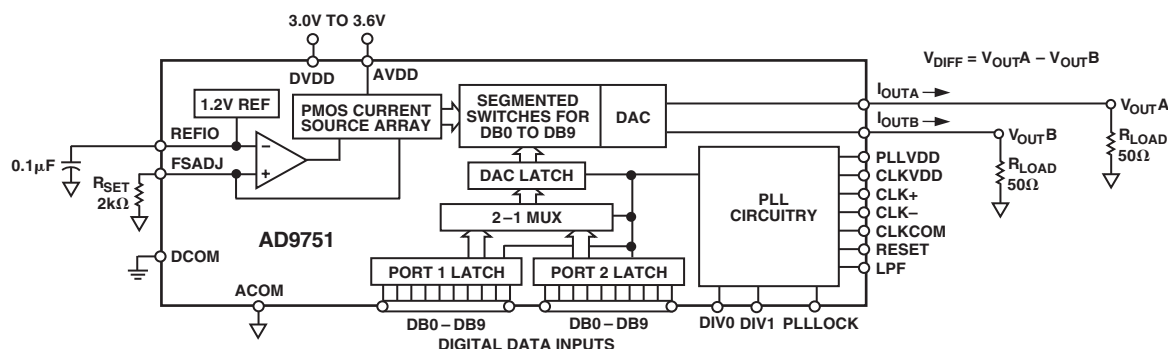 3.0V TO 3.6V
DVDD
AVDD
V_DIFF = V_OUTA – V_OUTB
1.2V REF
PMOS CURRENT
SOURCE ARRAY
SEGMENTED
SWITCHES FOR
DB0 TO DB9
DAC
I_OUTA
V_OUTA
I_OUTB
V_OUTB
R_LOAD
50Ω
R_LOAD
50Ω
REFIO
0.1μF
FSADJ
R_SET
2kΩ
–
+
DAC LATCH
2–1 MUX
PLL
CIRCUITRY
PLLVDD
CLKVDD
CLK+
CLK–
CLKCOM
RESET
LPF
AD9751
DCOM
ACOM
PORT 1 LATCH
PORT 2 LATCH
DB0–DB9
DB0–DB9
DIV0
DIV1
PLLLOCK
DIGITAL DATA INPUTS